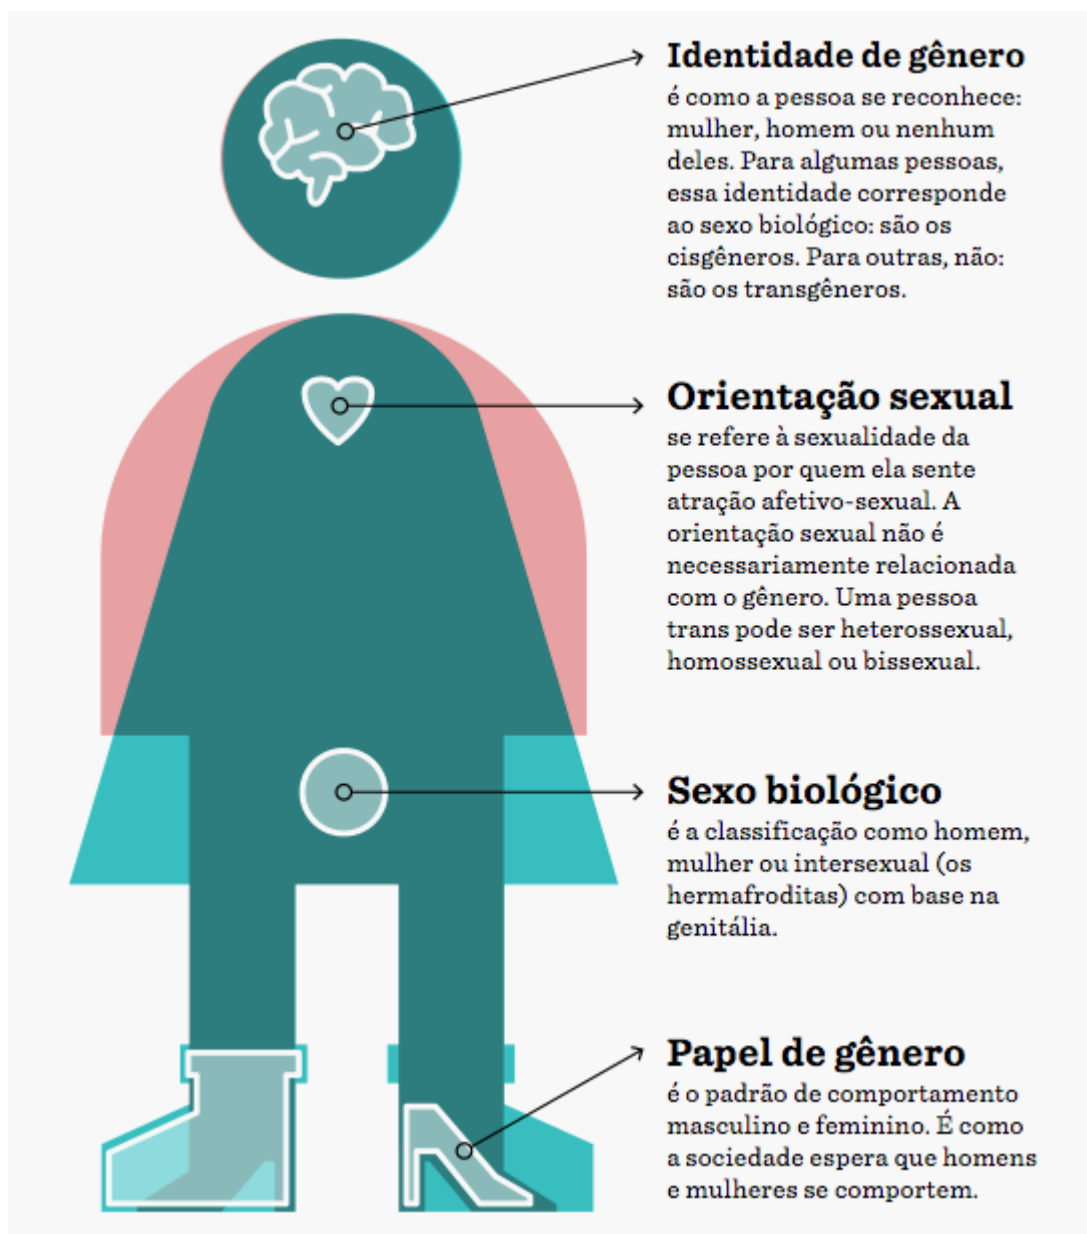 Identidade de gênero
é como a pessoa se reconhece:
mulher, homem ou nenhum
deles. Para algumas pessoas,
essa identidade corresponde
ao sexo biológico: são os
cisgêneros. Para outras, não:
são os transgêneros.
Orientação sexual
se refere à sexualidade da
pessoa por quem ela sente
atração afetivo-sexual. A
orientação sexual não é
necessariamente relacionada
com o gênero. Uma pessoa
trans pode ser heterossexual,
homossexual ou bissexual.
Sexo biológico
é a classificação como homem,
mulher ou intersexual (os
hermafroditas) com base na
genitália.
Papel de gênero
é o padrão de comportamento
masculino e feminino. É como
a sociedade espera que homens
e mulheres se comportem.